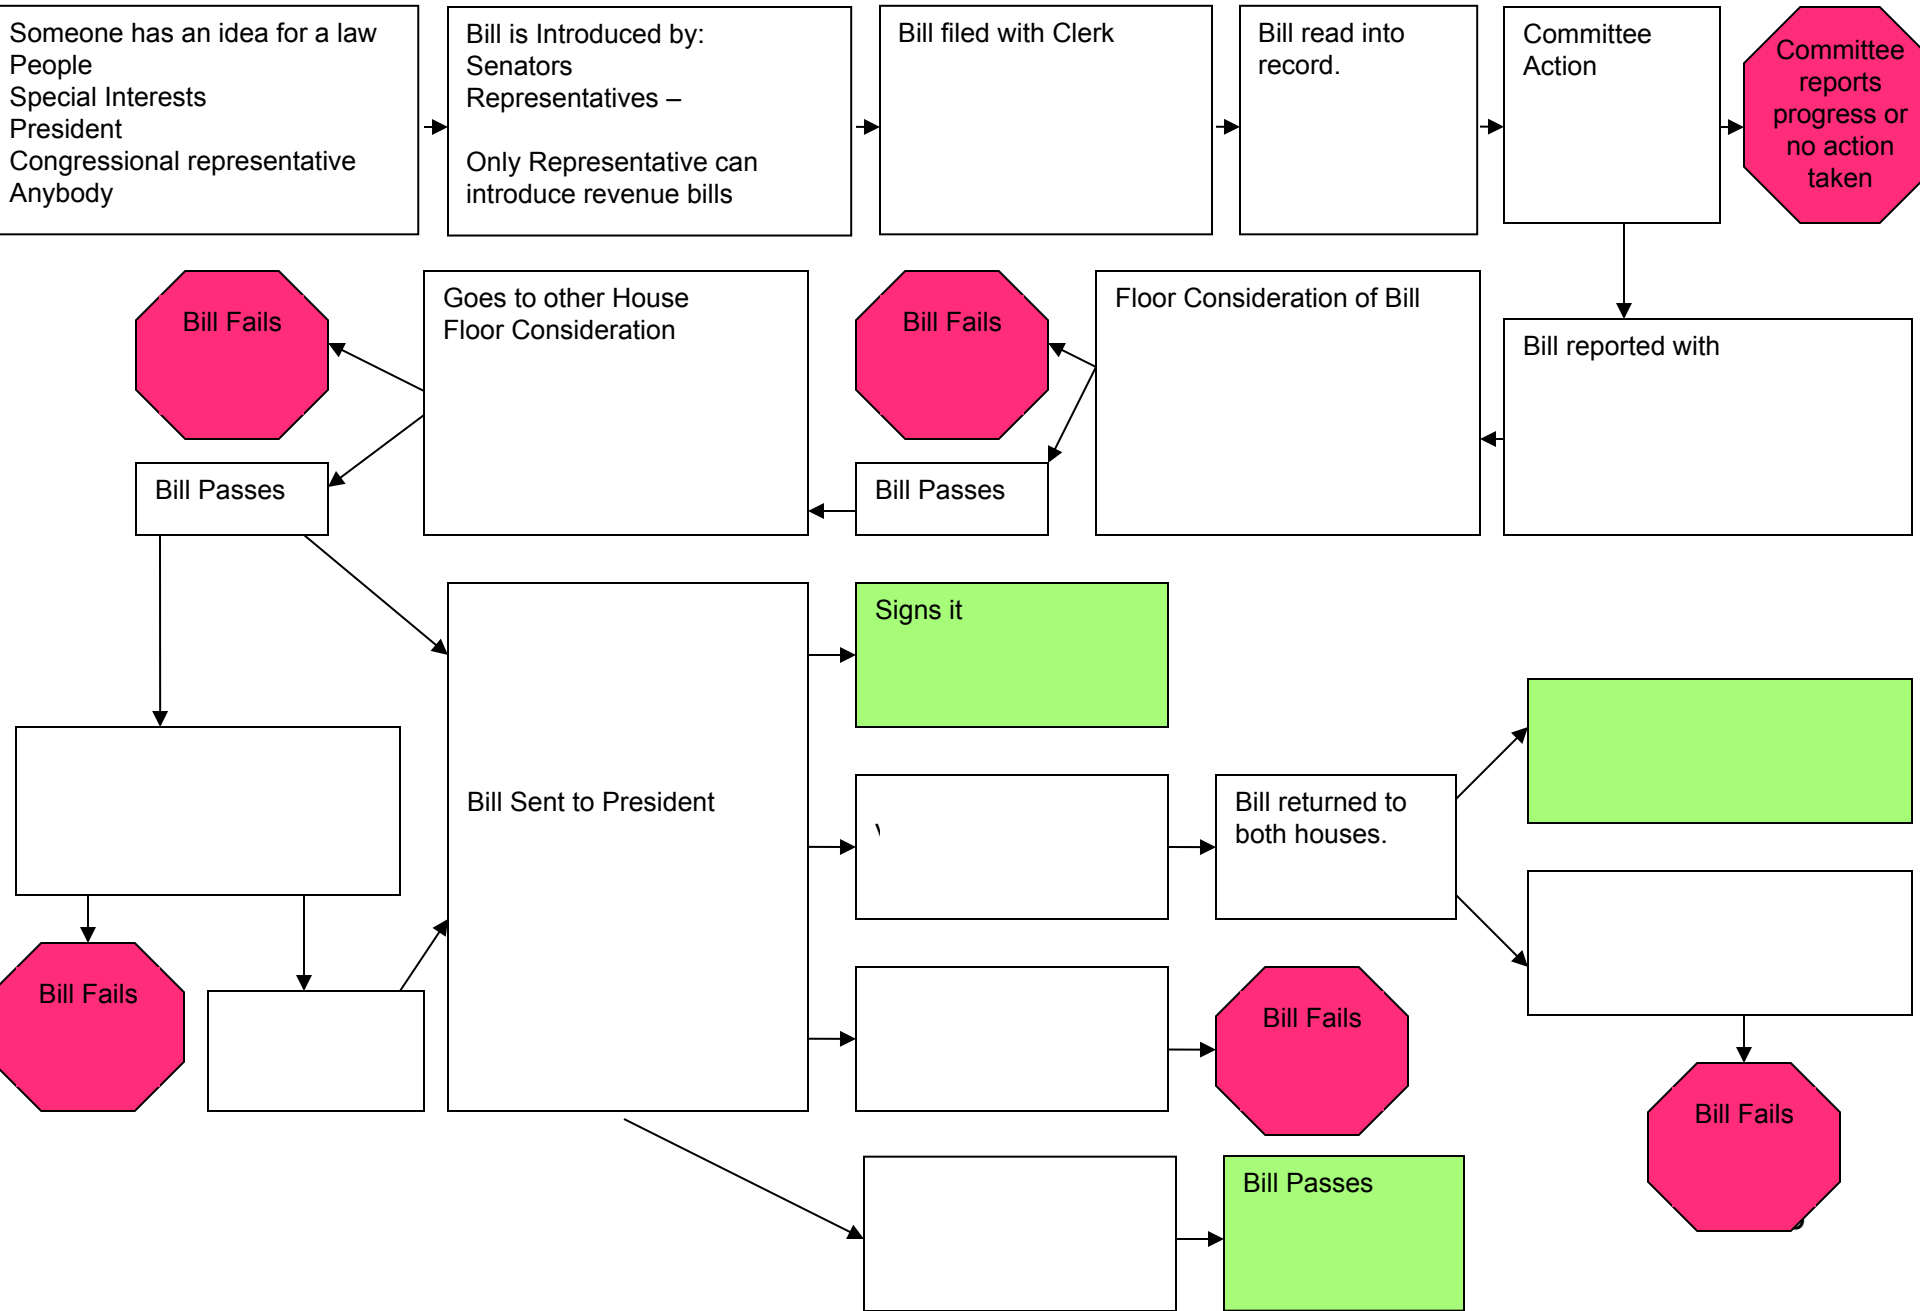 Someone has an idea for a law
People
Special Interests
President
Congressional representative
Anybody
Bill is Introduced by:
Senators
Representatives –
Only Representative can
introduce revenue bills
Bill filed with Clerk
Bill read into
record.
Committee
Action
Committee
reports
progress or
no action
taken
Bill reported with
Floor Consideration of Bill
Bill Fails
Bill Passes
Goes to other House
Floor Consideration
Bill Fails
Bill Passes
Bill Sent to President
Signs it
Bill returned to
both houses.
Bill Fails
Bill Fails
Bill Fails
Bill Passes